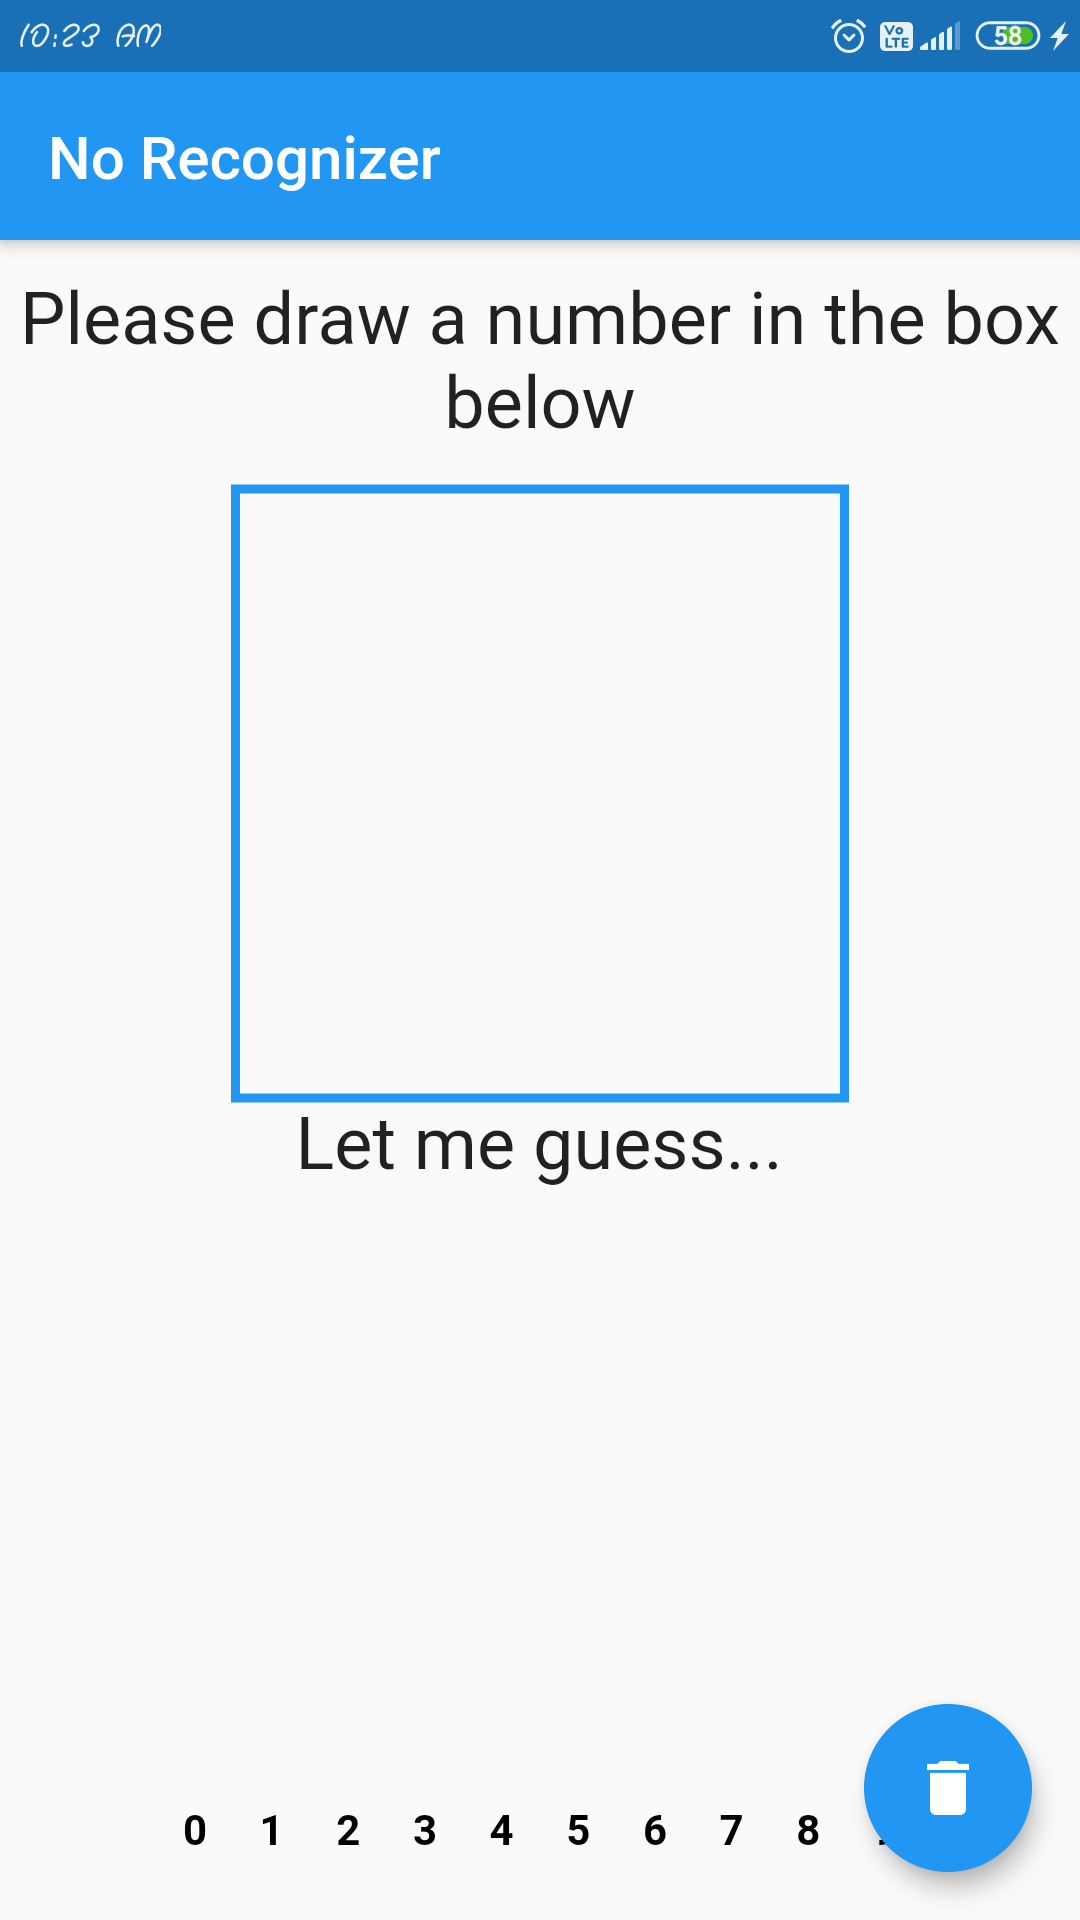 10:23 AM
Vo LTE
58
No Recognizer
Please draw a number in the box
below
Let me guess...
0 1 2 3 4 5 6 7 8